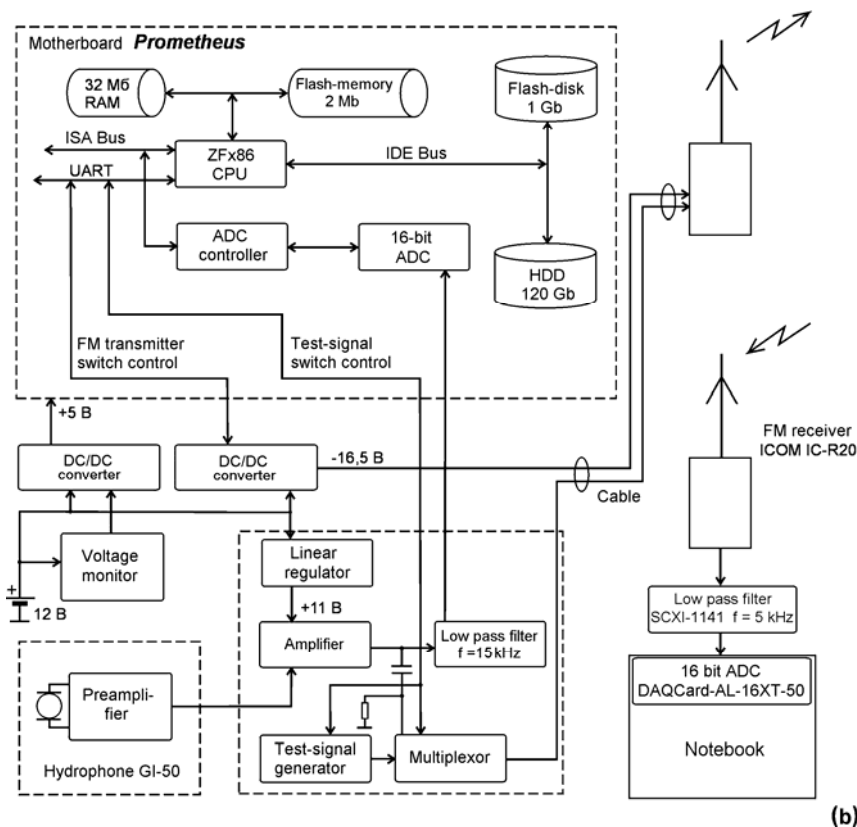 Motherboard Prometheus
32 Мб
RAM
Flash-memory
2 Mb
Flash-disk
1 Gb
ISA Bus
ZFx86
CPU
IDE Bus
UART
ADC
controller
16-bit
ADC
HDD
120 Gb
FM transmitter
switch control
Test-signal
switch control
+5 В
DC/DC
converter
DC/DC
converter
-16,5 В
Cable
FM receiver
ICOM IC-R20
Voltage
monitor
+
12 В
Linear
regulator
+11 В
Amplifier
Low pass filter
f =15 kHz
Low pass filter
SCXI-1141 f = 5 kHz
Preampli-
fier
Hydrophone GI-50
Test-signal
generator
Multiplexor
16 bit ADC
DAQCard-AL-16XT-50
Notebook
(b)